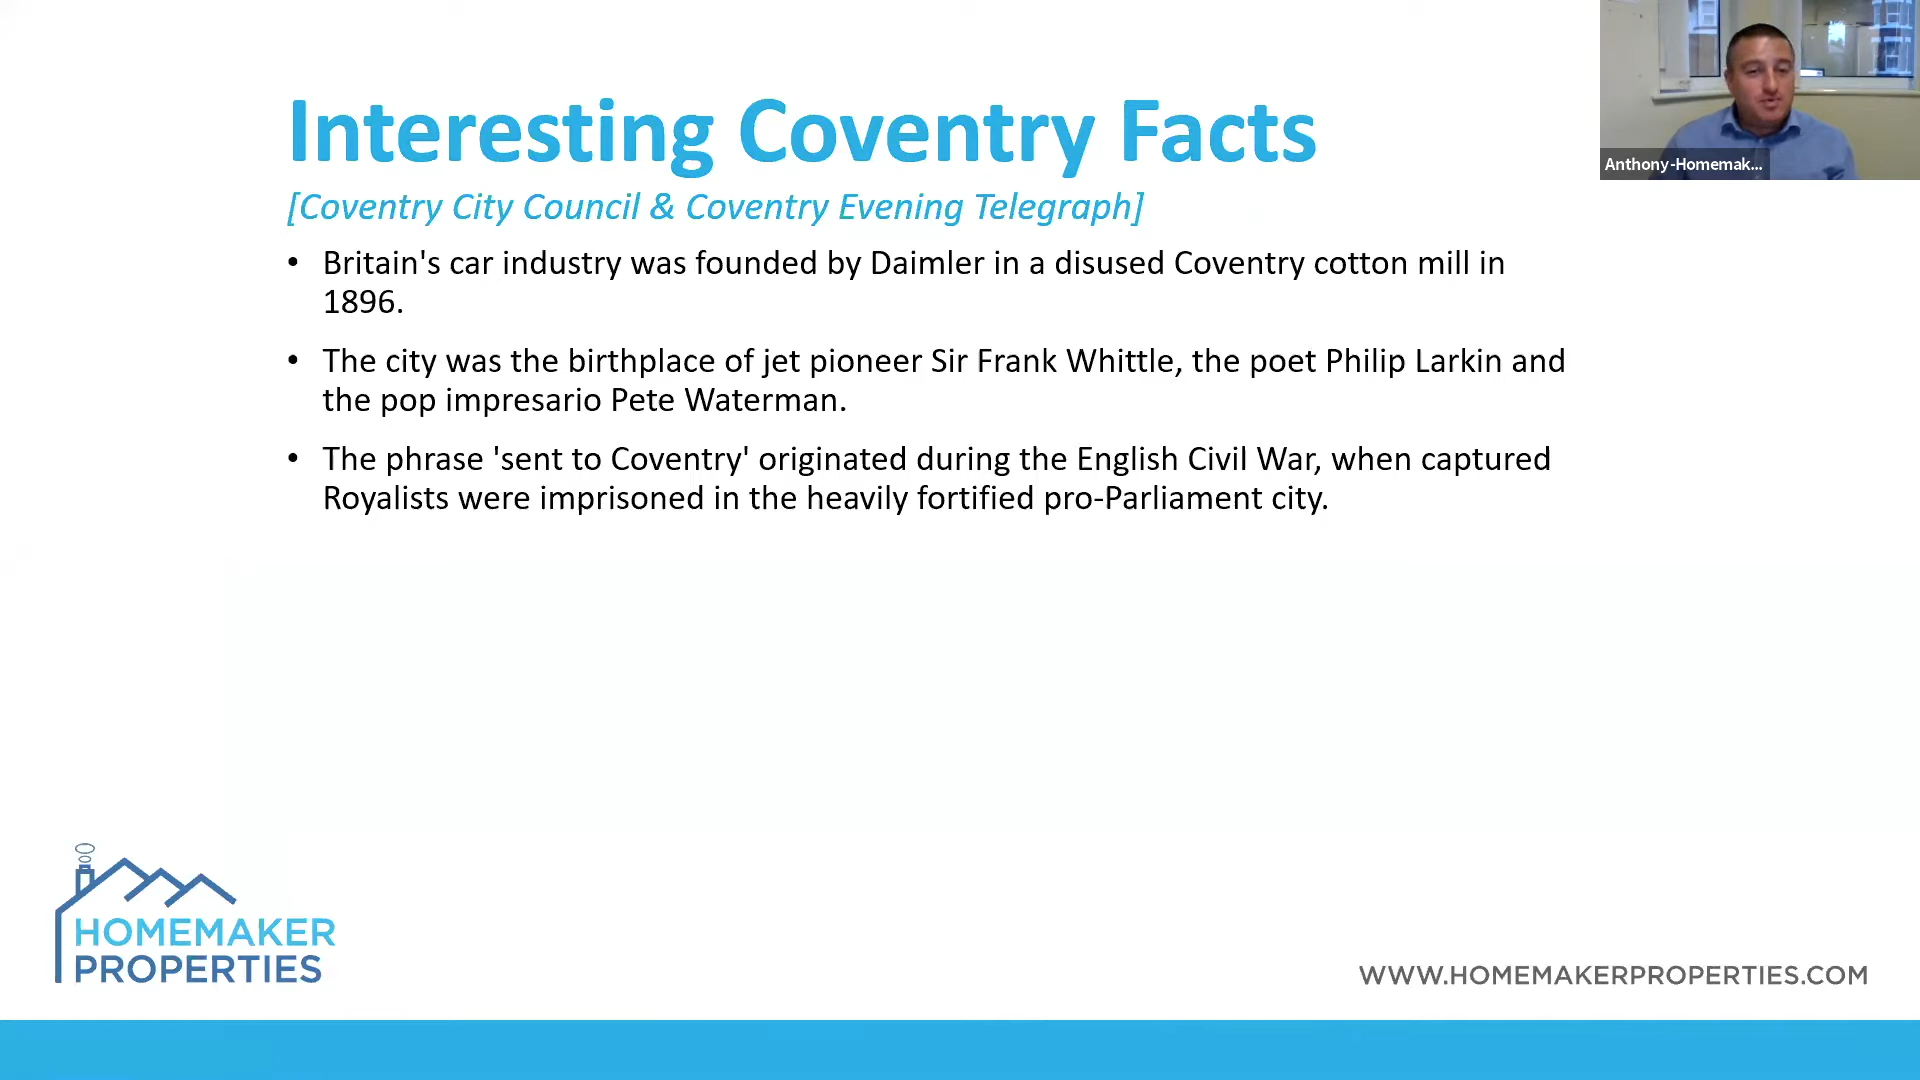 Interesting Coventry Facts
[Coventry City Council & Coventry Evening Telegraph]
• Britain's car industry was founded by Daimler in a disused Coventry cotton mill in
1896.
• The city was the birthplace of jet pioneer Sir Frank Whittle, the poet Philip Larkin and
the pop impresario Pete Waterman.
• The phrase 'sent to Coventry' originated during the English Civil War, when captured
Royalists were imprisoned in the heavily fortified pro-Parliament city.
Anthony-Homemak...
HOMEMAKER
PROPERTIES
WWW.HOMEMAKERPROPERTIES.COM